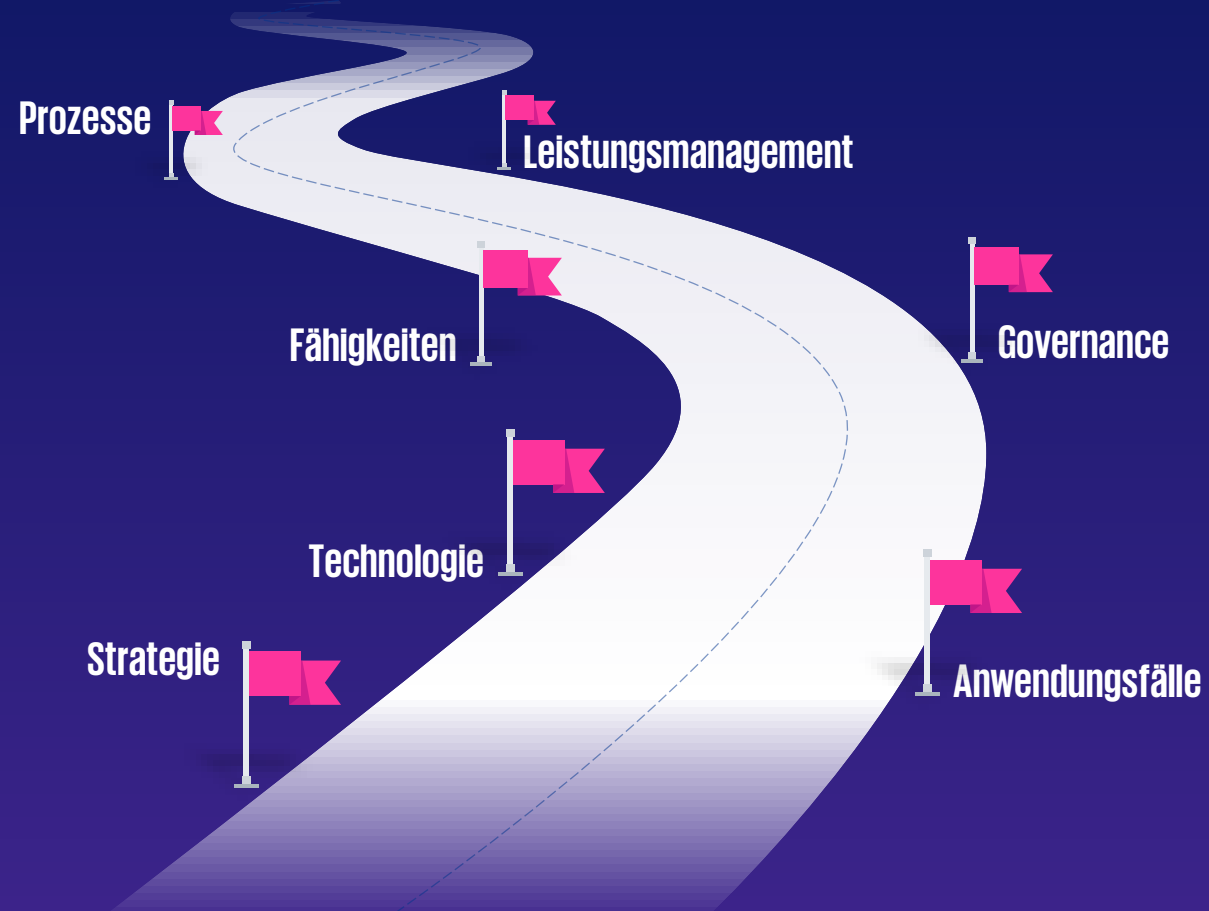 Prozesse
Leistungsmanagement
Fähigkeiten
Governance
Technologie
Strategie
Anwendungsfälle